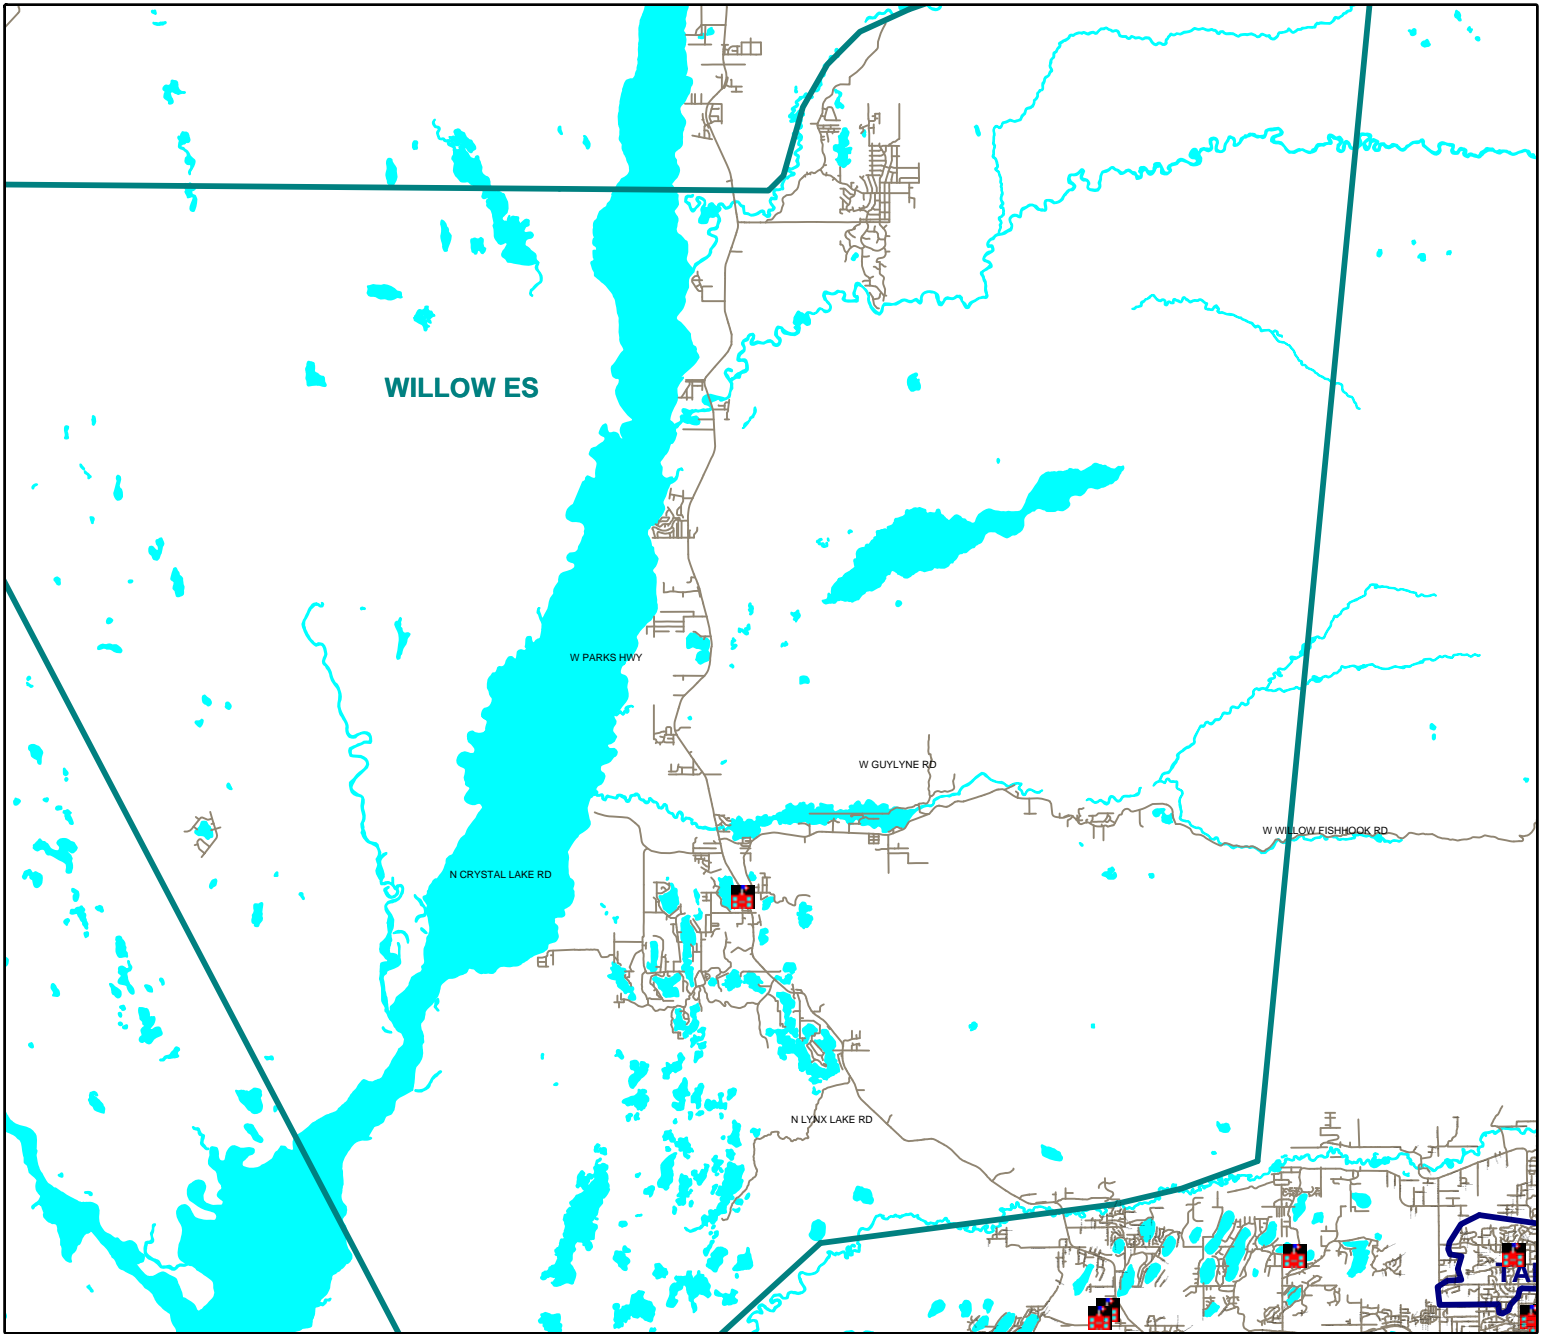 WILLOW ES
W PARKS HWY
W GUYLYNE RD
W WILLOW FISHHOOK RD
N CRYSTAL LAKE RD
N LYNX LAKE RD